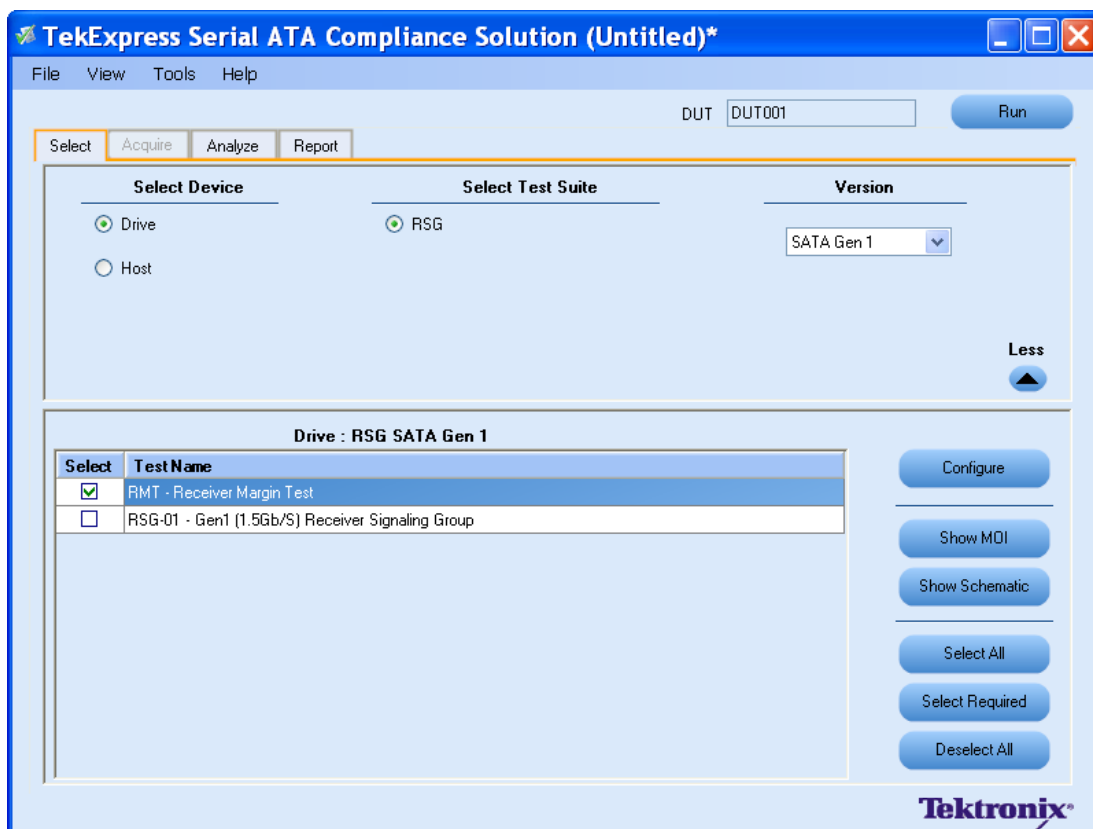 TekExpress Serial ATA Compliance Solution (Untitled)*
File View Tools Help
DUT DUT001 Run
Select Acquire Analyze Report
Select Device Select Test Suite Version
Drive RSG
SATA Gen 1
Host
Less
Drive : RSG SATA Gen 1
Select Test Name
RMT - Receiver Margin Test
RSG-01 - Gen1 (1.5Gb/S) Receiver Signaling Group
Configure
Show MOI
Show Schematic
Select All
Select Required
Deselect All
Tektronix